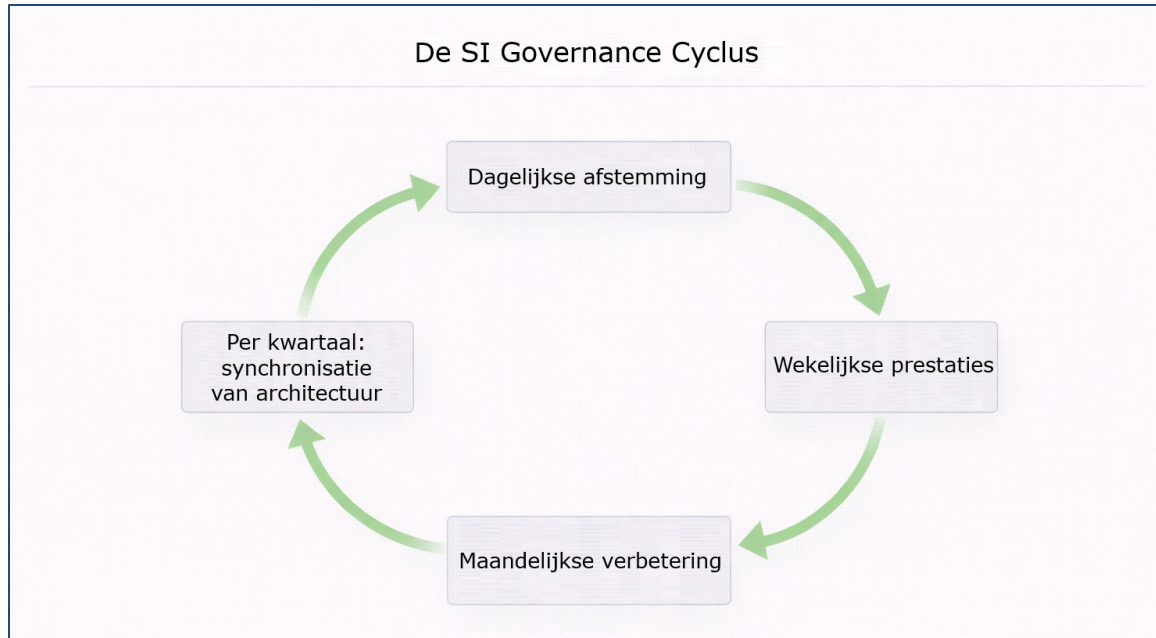 De SI Governance Cyclus
Dagelijkse afstemming
Wekelijkse prestaties
Maandelijkse verbetering
Per kwartaal:
synchronisatie
van architectuur